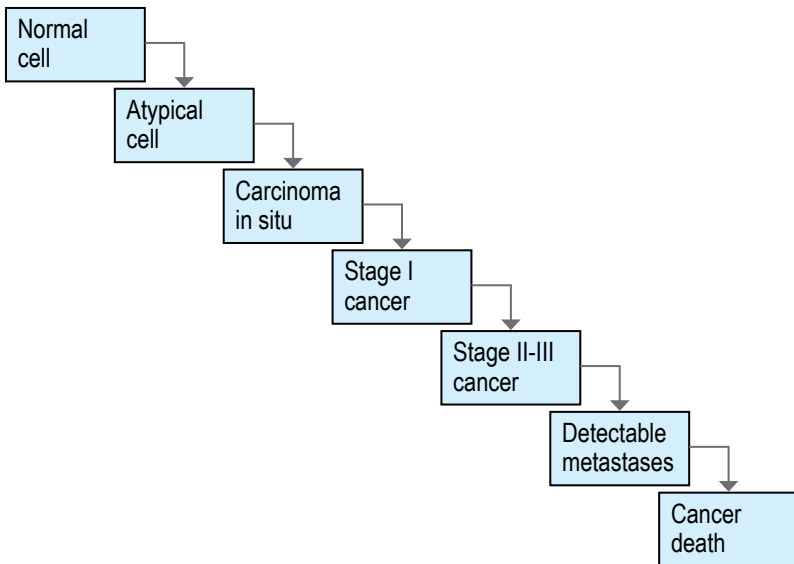 Normal
cell
Atypical
cell
Carcinoma
in situ
Stage I
cancer
Stage II-III
cancer
Detectable
metastases
Cancer
death